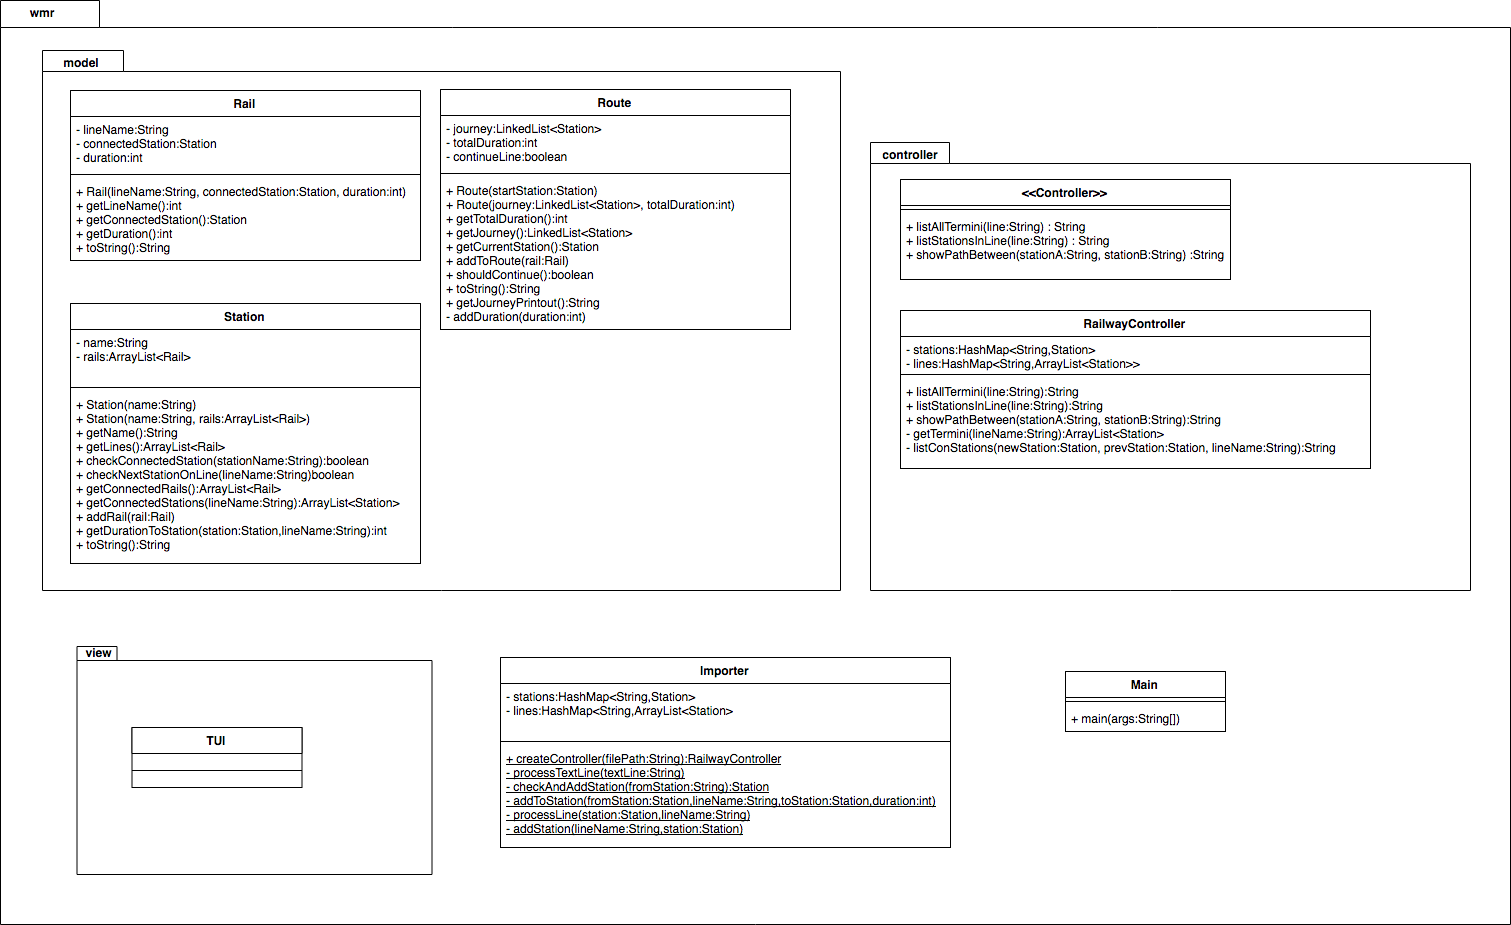 wmr
model
Rail
- lineName:String
- connectedStation:Station
- duration:int
+ Rail(lineName:String, connectedStation:Station, duration:int)
+ getLineName():int
+ getConnectedStation():Station
+ getDuration():int
+ toString():String
Route
- journey:LinkedList<Station>
- totalDuration:int
- continueLine:boolean
+ Route(startStation:Station)
+ Route(journey:LinkedList<Station>, totalDuration:int)
+ getTotalDuration():int
+ getJourney():LinkedList<Station>
+ getCurrentStation():Station
+ addToRoute(rail:Rail)
+ shouldContinue():boolean
+ toString():String
+ getJourneyPrintout():String
- addDuration(duration:int)
Station
- name:String
- rails:ArrayList<Rail>
+ Station(name:String)
+ Station(name:String, rails:ArrayList<Rail>)
+ getName():String
+ getLines():ArrayList<Rail>
+ checkConnectedStation(stationName:String):boolean
+ checkNextStationOnLine(lineName:String)boolean
+ getConnectedRails():ArrayList<Rail>
+ getConnectedStations(lineName:String):ArrayList<Station>
+ addRail(rail:Rail)
+ getDurationToStation(station:Station,lineName:String):int
+ toString():String
controller
<<Controller>>
+ listAllTermini(line:String) : String
+ listStationsInLine(line:String) : String
+ showPathBetween(stationA:String, stationB:String) :String
RailwayController
- stations:HashMap<String,Station>
- lines:HashMap<String,ArrayList<Station>>
+ listAllTermini(line:String):String
+ listStationsInLine(line:String):String
+ showPathBetween(stationA:String, stationB:String):String
- getTermini(lineName:String):ArrayList<Station>
- listConStations(newStation:Station, prevStation:Station, lineName:String):String
view
TUI
Importer
- stations:HashMap<String,Station>
- lines:HashMap<String,ArrayList<Station>
+ createController(filePath:String):RailwayController
- processTextLine(textLine:String)
- checkAndAddStation(fromStation:String):Station
- addToStation(fromStation:Station,lineName:String,toStation:Station,duration:int)
- processLine(station:Station,lineName:String)
- addStation(lineName:String,station:Station)
Main
+ main(args:String[])